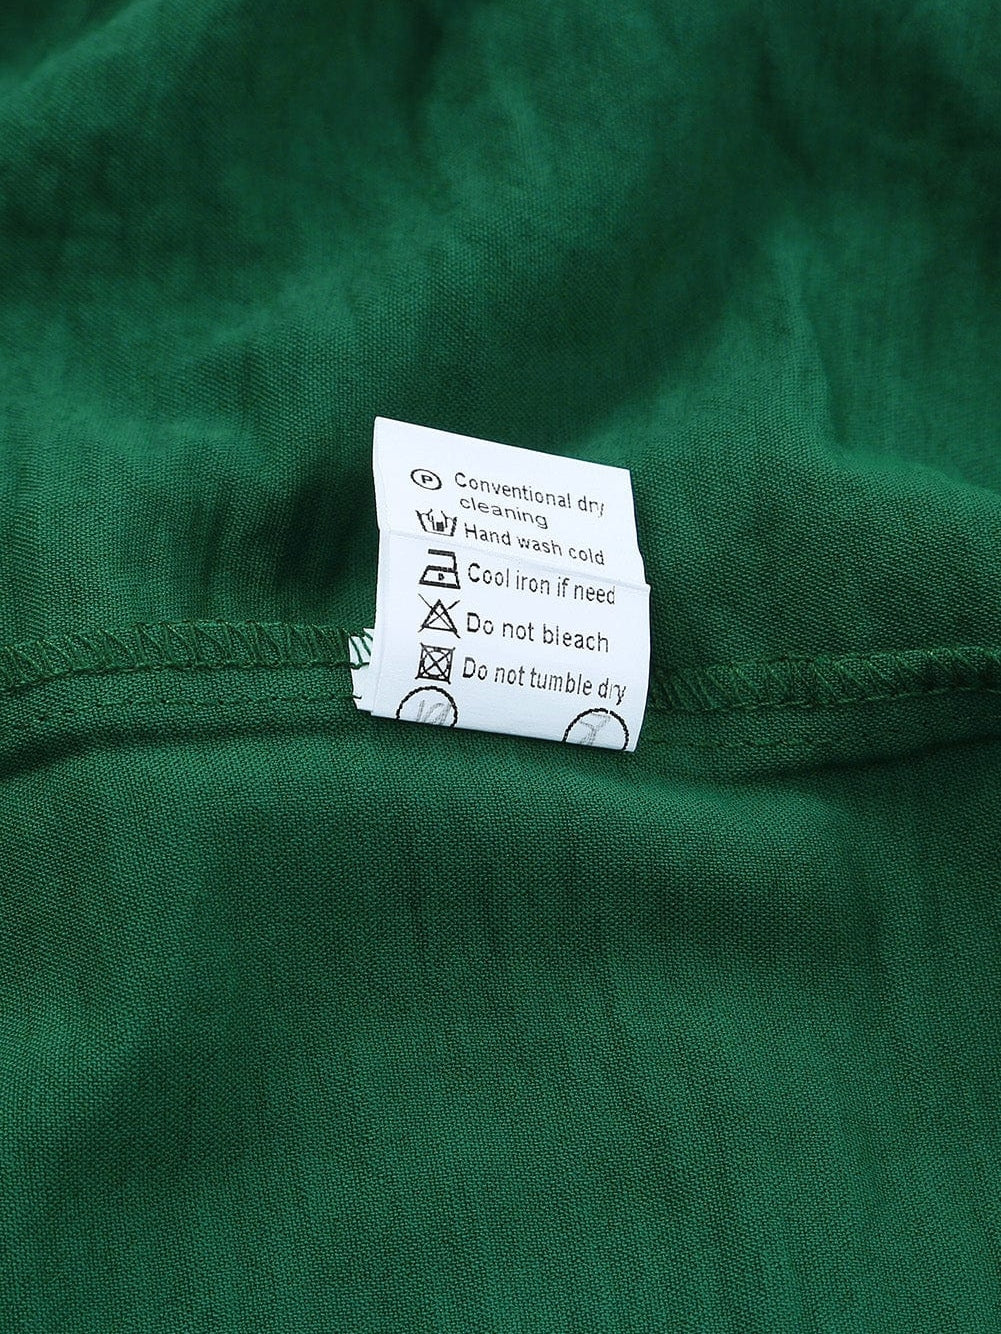 P Conventional dry
cleaning
Hand wash cold
Cool iron if need
Do not bleach
Do not tumble dry